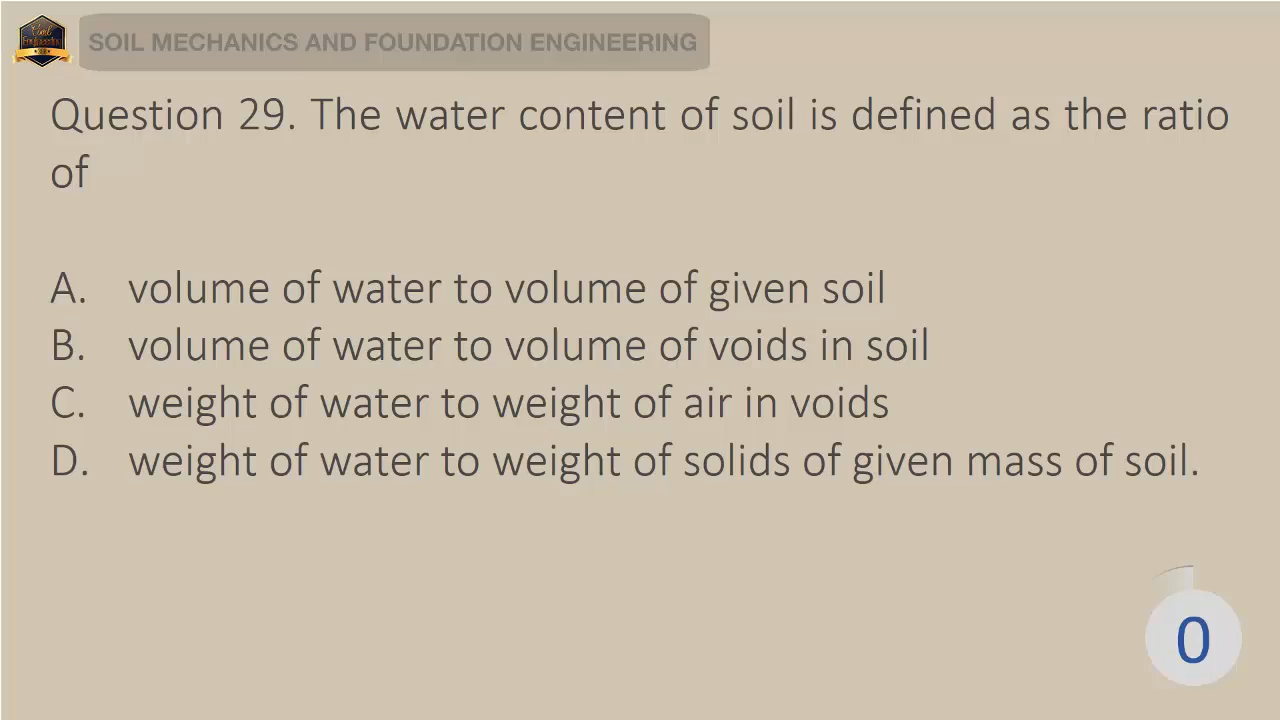 Civil
Engineering
SOIL MECHANICS AND FOUNDATION ENGINEERING
Question 29. The water content of soil is defined as the ratio
of
A. volume of water to volume of given soil
B. volume of water to volume of voids in soil
C. weight of water to weight of air in voids
D. weight of water to weight of solids of given mass of soil.
0